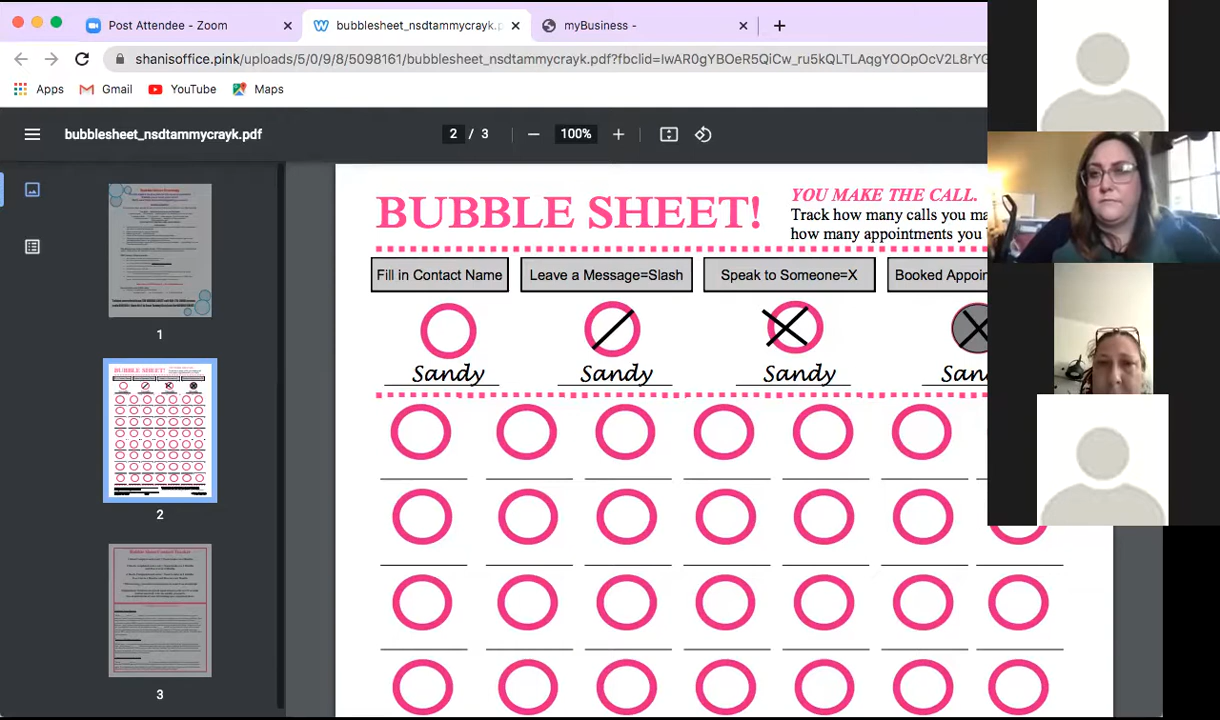 Post Attendee - Zoom
bubblesheet_nsdtammycrayk.p
myBusiness -
shanisoffice.pink/uploads/5/0/9/8/5098161/bubblesheet_nsdtammycrayk.pdf?fbclid=IwAR0gYBOeR5QiCw_ru5kQLTLAqgYOOpOcV2L8rYG
Apps
Gmail
YouTube
Maps
bubblesheet_nsdtammycrayk.pdf
2 / 3
100%
1
2
3
BUBBLE SHEET!
YOU MAKE THE CALL.
Track how many calls you ma
how many appointments you
Fill in Contact Name
Leave a Message=Slash
Speak to Someone=X
Booked Appoin
Sandy
Sandy
Sandy
San